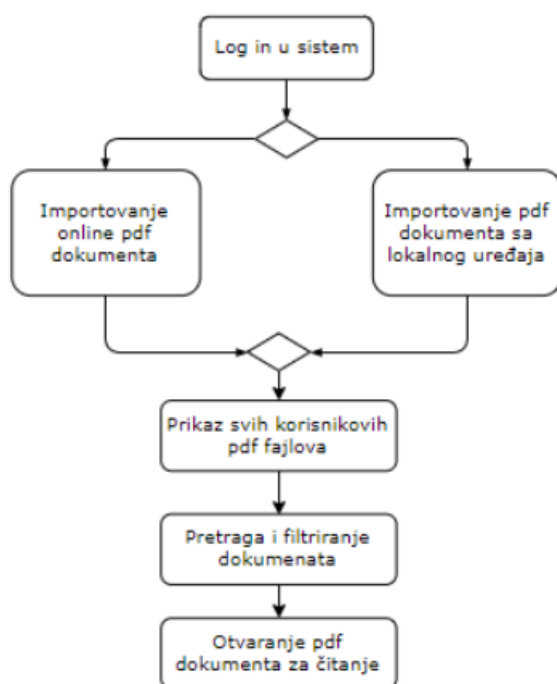 Log in u sistem
Importovanje
online pdf
dokumenta
Importovanje pdf
dokumenta sa
lokalnog uređaja
Prikaz svih korisnikovih
pdf fajlova
Pretraga i filtriranje
dokumenata
Otvaranje pdf
dokumenta za čitanje